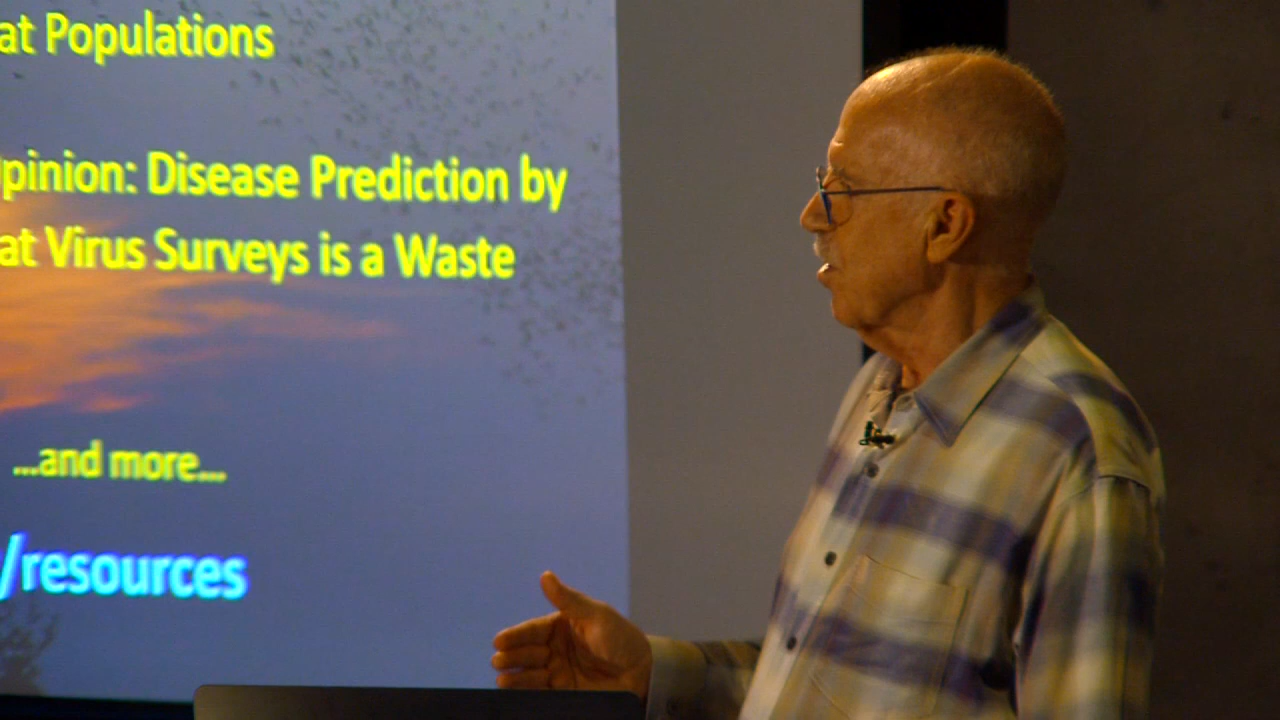 at Populations
pinion: Disease Prediction by
at Virus Surveys is a Waste
...and more...
/resources